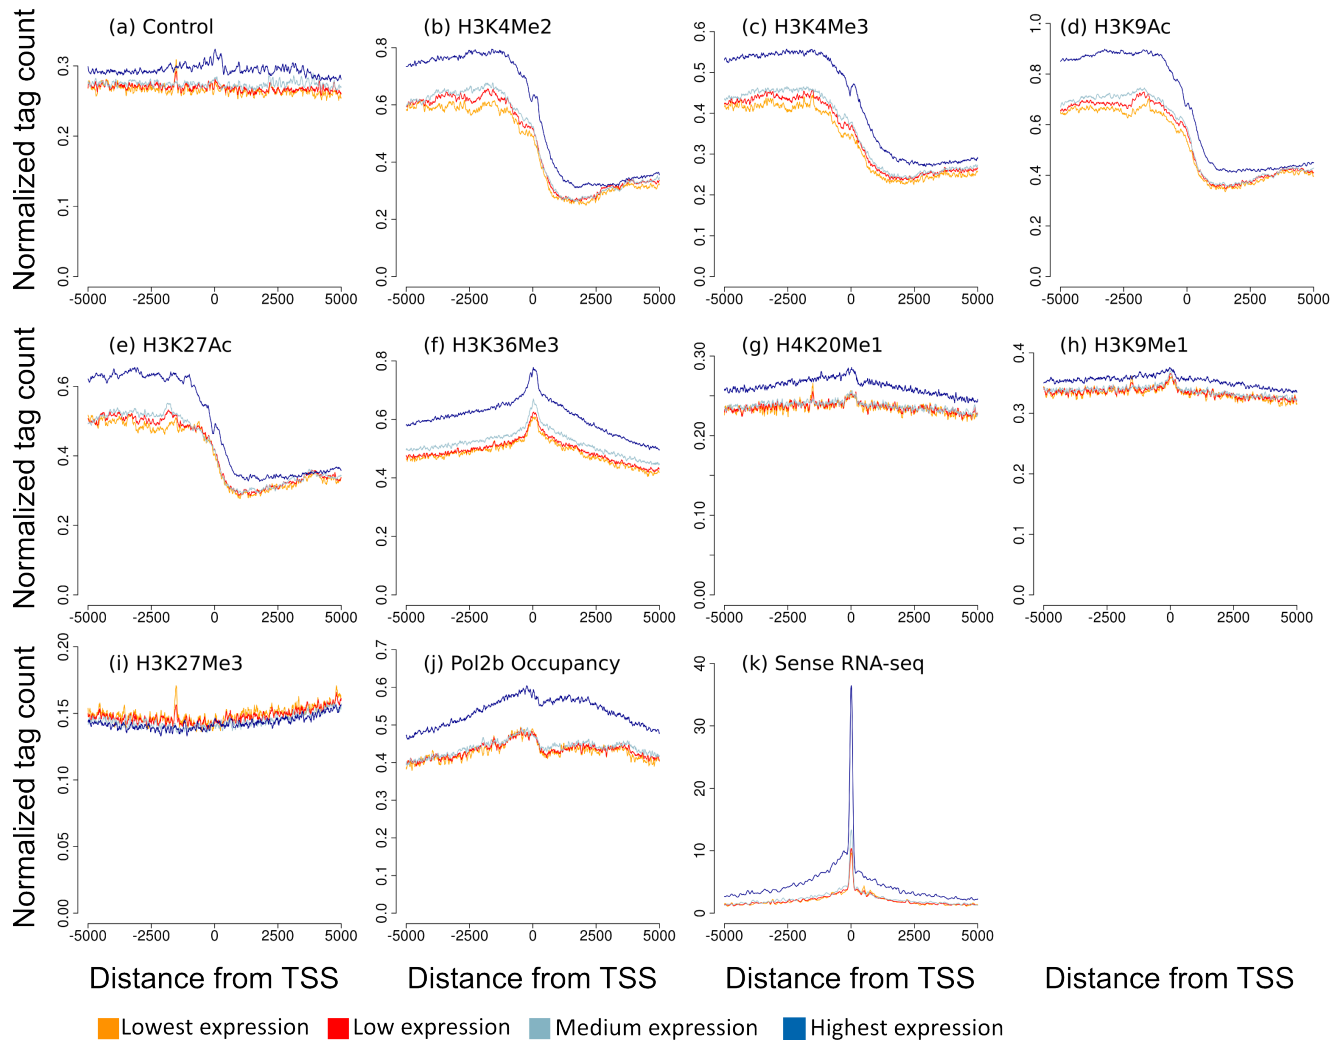 (a) Control
(b) H3K4Me2
(c) H3K4Me3
(d) H3K9Ac
Normalized tag count
0.0 0.1 0.2 0.3
0.0 0.2 0.4 0.6 0.8
0.0 0.1 0.2 0.3 0.4 0.5 0.6
0.0 0.2 0.4 0.6 0.8 1.0
-5000 -2500 0 2500 5000
-5000 -2500 0 2500 5000
-5000 -2500 0 2500 5000
-5000 -2500 0 2500 5000
(e) H3K27Ac
(f) H3K36Me3
(g) H4K20Me1
(h) H3K9Me1
Normalized tag count
0.0 0.2 0.4 0.6
0.0 0.2 0.4 0.6 0.8
0.00 0.10 0.20 0.30
0.0 0.1 0.2 0.3 0.4
-5000 -2500 0 2500 5000
-5000 -2500 0 2500 5000
-5000 -2500 0 2500 5000
-5000 -2500 0 2500 5000
(i) H3K27Me3
(j) Pol2b Occupancy
(k) Sense RNA-seq
Normalized tag count
0.00 0.05 0.10 0.15 0.20
0.0 0.1 0.2 0.3 0.4 0.5 0.6 0.7
0 10 20 30 40
-5000 -2500 0 2500 5000
-5000 -2500 0 2500 5000
-5000 -2500 0 2500 5000
Distance from TSS
Distance from TSS
Distance from TSS
Distance from TSS
Lowest expression
Low expression
Medium expression
Highest expression